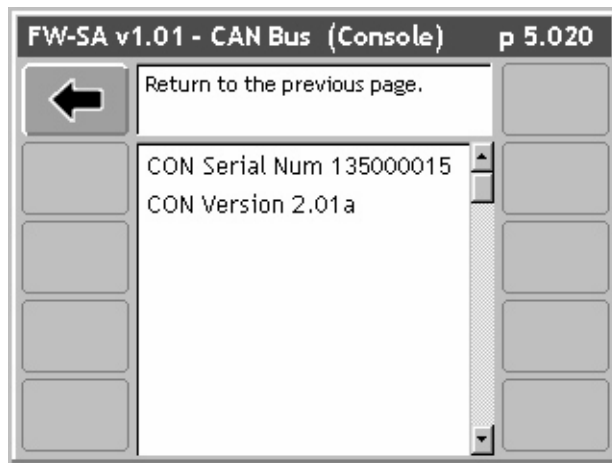 FW-SA v1.01 - CAN Bus (Console) p 5.020
Return to the previous page.
CON Serial Num 135000015
CON Version 2.01a